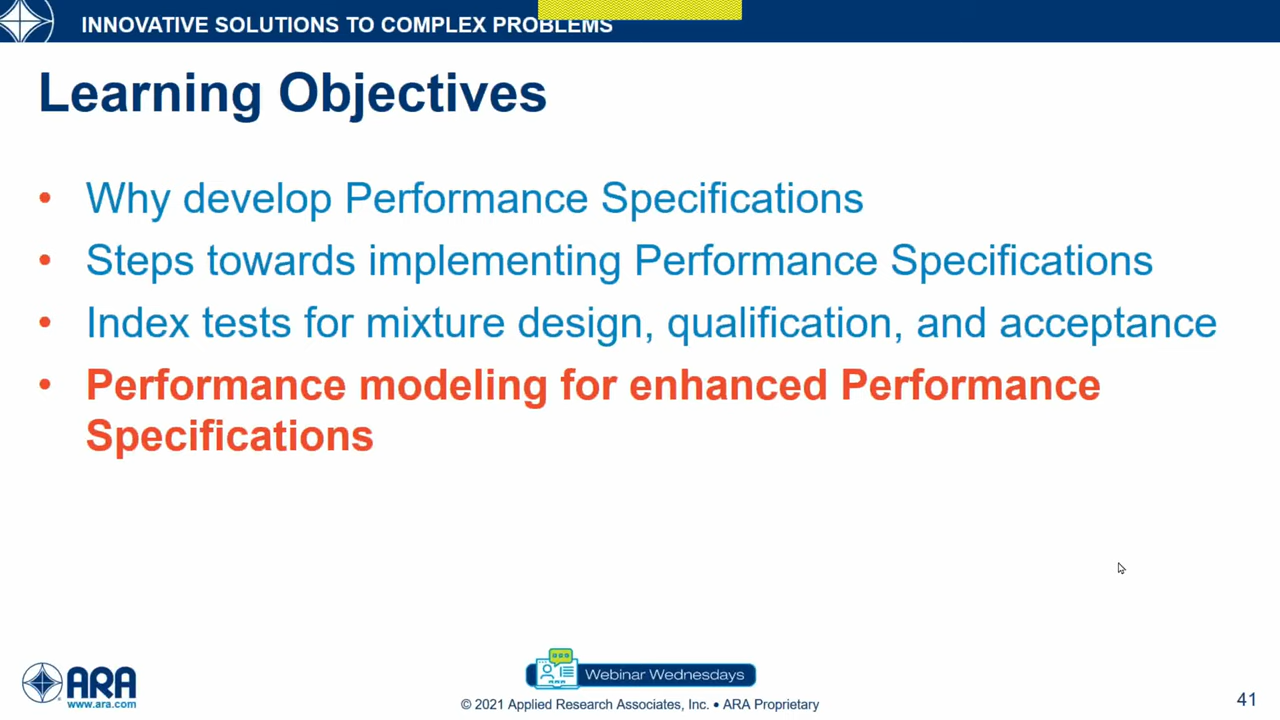 INNOVATIVE SOLUTIONS TO COMPLEX PROBLEMS
Learning Objectives
• Why develop Performance Specifications
• Steps towards implementing Performance Specifications
• Index tests for mixture design, qualification, and acceptance
• Performance modeling for enhanced Performance
Specifications
ARA
www.ara.com
Webinar Wednesdays
© 2021 Applied Research Associates, Inc. • ARA Proprietary
41